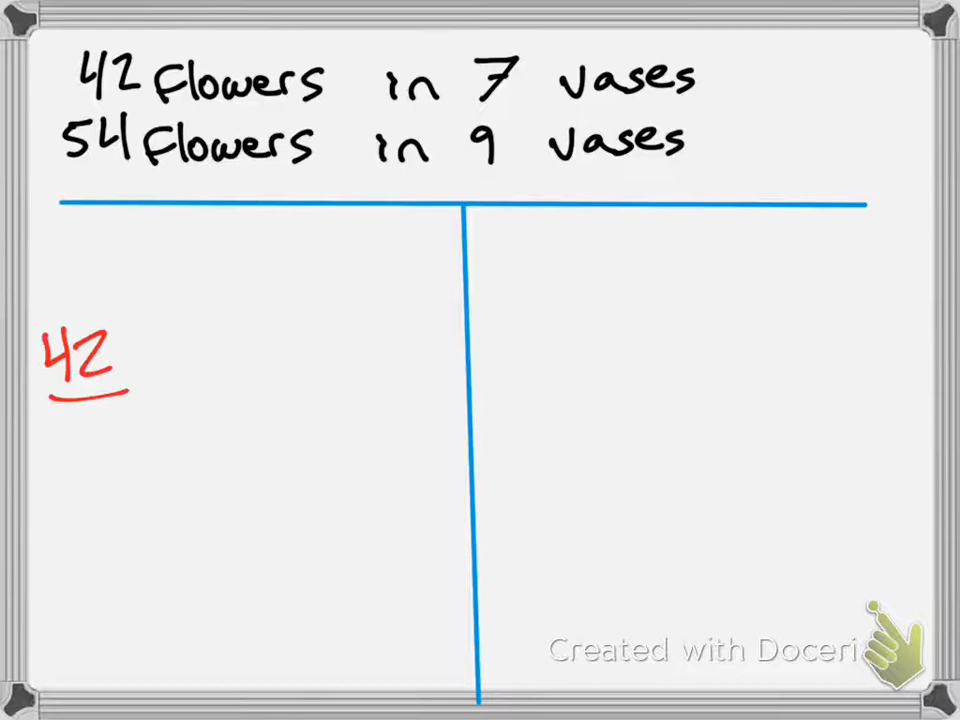 42 Flowers in 7 vases
54 Flowers in 9 vases
42
Created with Doceri